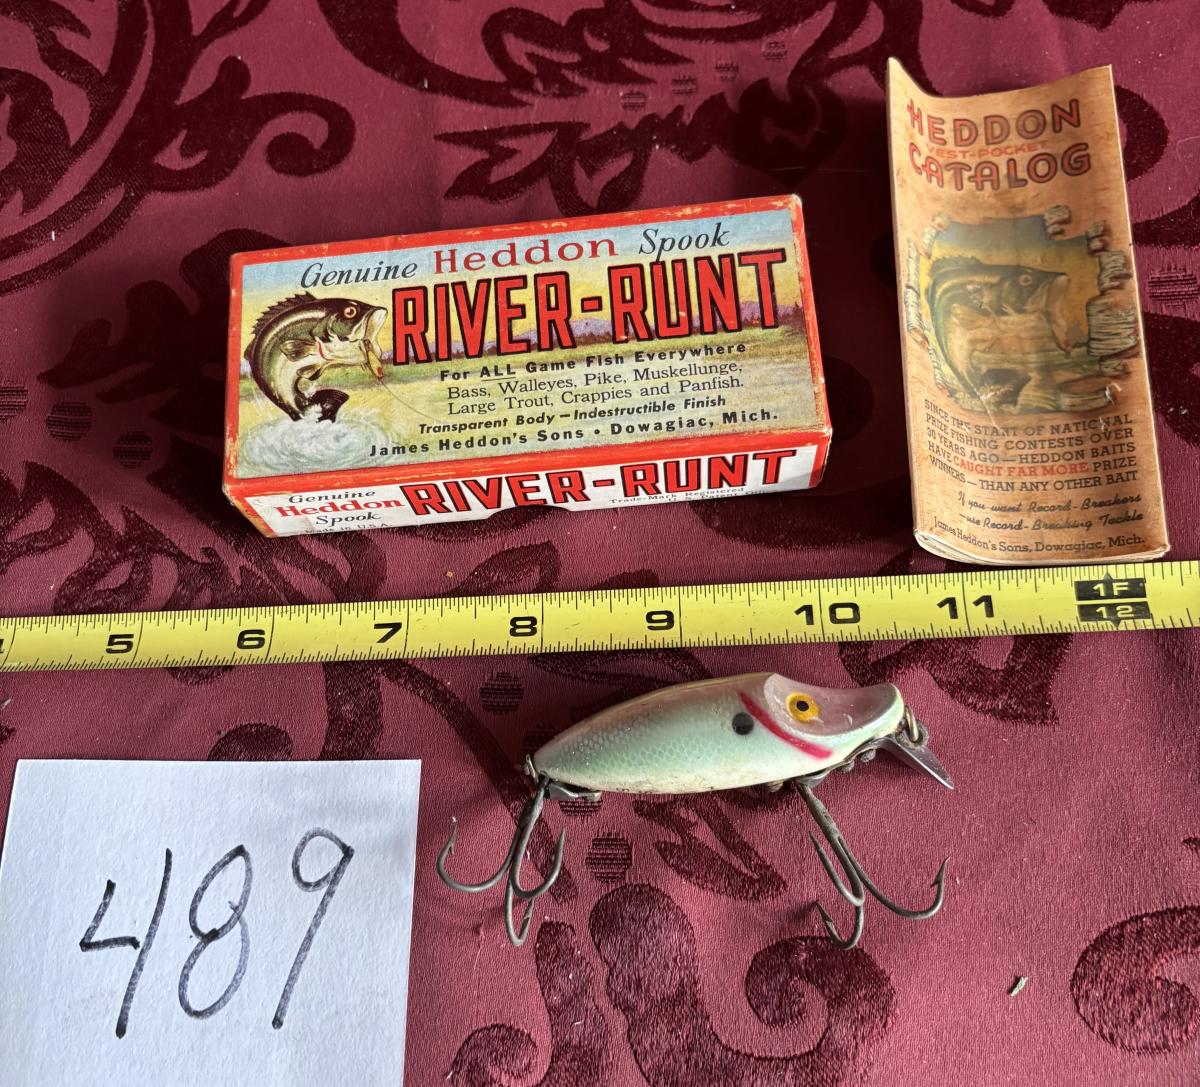 Genuine Heddon Spook
RIVER-RUNT
For ALL Game Fish Everywhere
Bass, Walleyes, Pike, Muskellunge,
Large Trout, Crappies and Panfish.
Transparent Body—Indestructible Finish
James Heddon's Sons • Dowagiac, Mich.
Genuine
Heddon
Spook
RIVER-RUNT
Made in U.S.A.
Trade-Mark Registered
HEDDON
VEST-POCKET
CATALOG
SINCE THE START OF NATIONAL
PRIZE FISHING CONTESTS OVER
30 YEARS AGO—HEDDON BAITS
HAVE CAUGHT FAR MORE PRIZE
WINNERS—THAN ANY OTHER BAIT
If you want Record-Breakers
—use Record-Breaking Tackle
James Heddon's Sons, Dowagiac, Mich.
4 5 6 7 8 9 10 11 1F
12
489